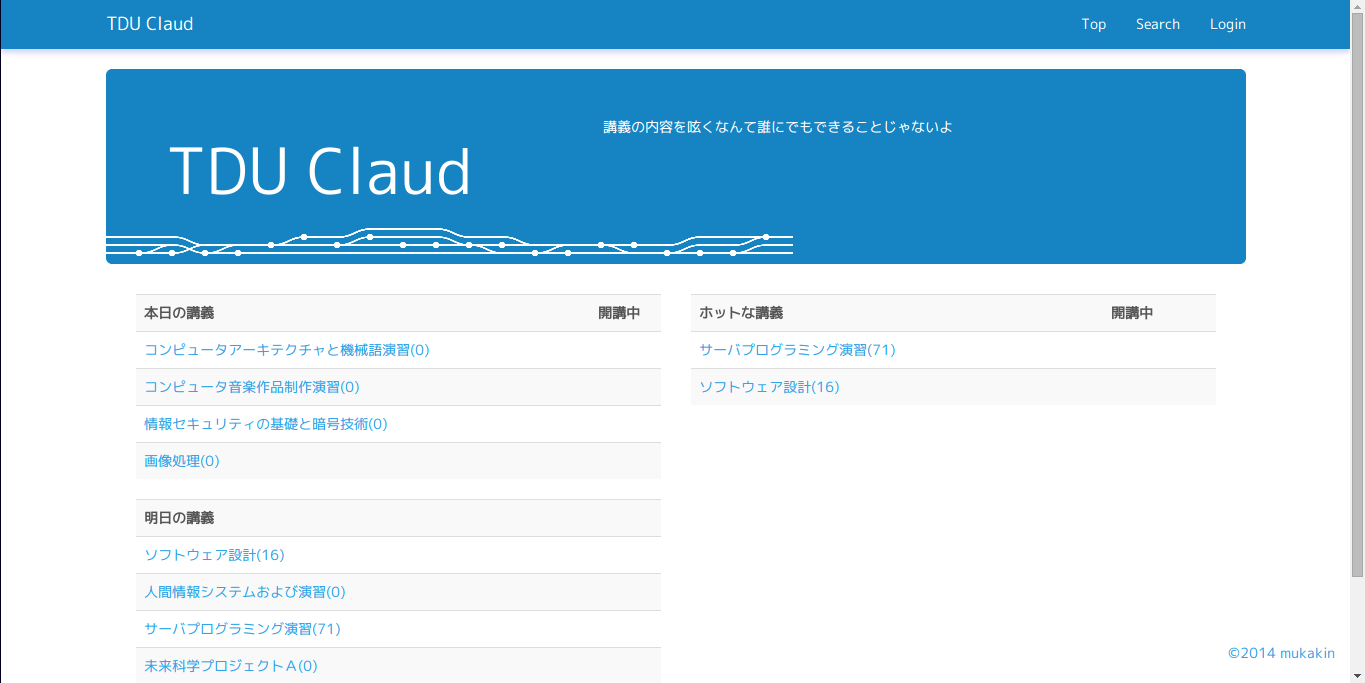 TDU Claud
Top
Search
Login
講義の内容を呟くなんて誰にでもできることじゃないよ
TDU Claud
本日の講義 開講中
コンピュータアーキテクチャと機械語演習(0)
コンピュータ音楽作品制作演習(0)
情報セキュリティの基礎と暗号技術(0)
画像処理(0)
明日の講義
ソフトウェア設計(16)
人間情報システムおよび演習(0)
サーバプログラミング演習(71)
未来科学プロジェクトＡ(0)
ホットな講義 開講中
サーバプログラミング演習(71)
ソフトウェア設計(16)
©2014 mukakin